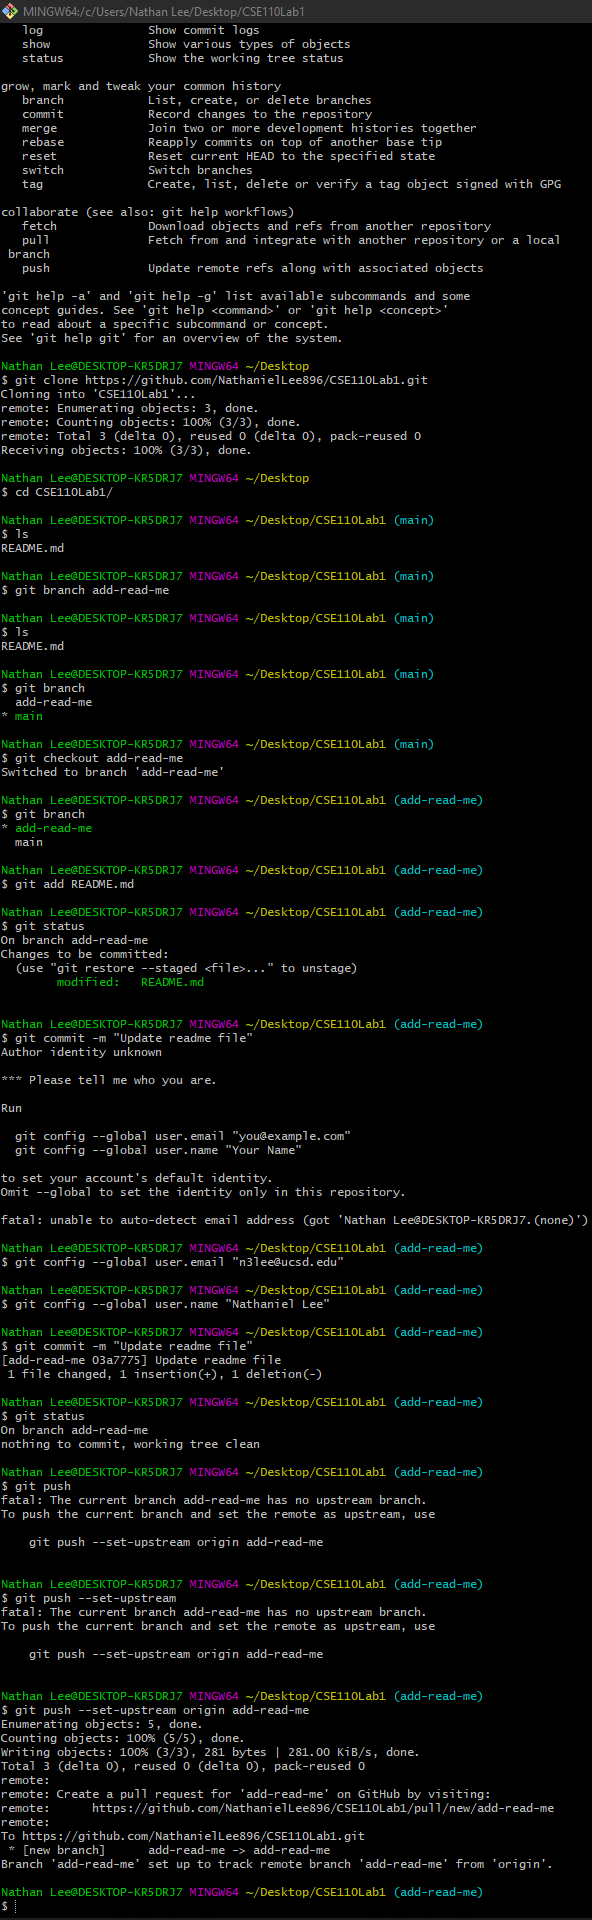 MINGW64:/c/Users/Nathan Lee/Desktop/CSE110Lab1
   log               Show commit logs
   show              Show various types of objects
   status            Show the working tree status

grow, mark and tweak your common history
   branch            List, create, or delete branches
   commit            Record changes to the repository
   merge             Join two or more development histories together
   rebase            Reapply commits on top of another base tip
   reset             Reset current HEAD to the specified state
   switch            Switch branches
   tag               Create, list, delete or verify a tag object signed with GPG

collaborate (see also: git help workflows)
   fetch             Download objects and refs from another repository
   pull              Fetch from and integrate with another repository or a local
 branch
   push              Update remote refs along with associated objects

'git help -a' and 'git help -g' list available subcommands and some
concept guides. See 'git help <command>' or 'git help <concept>'
to read about a specific subcommand or concept.
See 'git help git' for an overview of the system.

Nathan Lee@DESKTOP-KR5DRJ7 MINGW64 ~/Desktop
$ git clone https://github.com/NathanielLee896/CSE110Lab1.git
Cloning into 'CSE110Lab1'...
remote: Enumerating objects: 3, done.
remote: Counting objects: 100% (3/3), done.
remote: Total 3 (delta 0), reused 0 (delta 0), pack-reused 0
Receiving objects: 100% (3/3), done.

Nathan Lee@DESKTOP-KR5DRJ7 MINGW64 ~/Desktop
$ cd CSE110Lab1/

Nathan Lee@DESKTOP-KR5DRJ7 MINGW64 ~/Desktop/CSE110Lab1 (main)
$ ls
README.md

Nathan Lee@DESKTOP-KR5DRJ7 MINGW64 ~/Desktop/CSE110Lab1 (main)
$ git branch add-read-me

Nathan Lee@DESKTOP-KR5DRJ7 MINGW64 ~/Desktop/CSE110Lab1 (main)
$ ls
README.md

Nathan Lee@DESKTOP-KR5DRJ7 MINGW64 ~/Desktop/CSE110Lab1 (main)
$ git branch
  add-read-me
* main

Nathan Lee@DESKTOP-KR5DRJ7 MINGW64 ~/Desktop/CSE110Lab1 (main)
$ git checkout add-read-me
Switched to branch 'add-read-me'

Nathan Lee@DESKTOP-KR5DRJ7 MINGW64 ~/Desktop/CSE110Lab1 (add-read-me)
$ git branch
* add-read-me
  main

Nathan Lee@DESKTOP-KR5DRJ7 MINGW64 ~/Desktop/CSE110Lab1 (add-read-me)
$ git add README.md

Nathan Lee@DESKTOP-KR5DRJ7 MINGW64 ~/Desktop/CSE110Lab1 (add-read-me)
$ git status
On branch add-read-me
Changes to be committed:
  (use "git restore --staged <file>..." to unstage)
        modified:   README.md


Nathan Lee@DESKTOP-KR5DRJ7 MINGW64 ~/Desktop/CSE110Lab1 (add-read-me)
$ git commit -m "Update readme file"
Author identity unknown

*** Please tell me who you are.

Run

  git config --global user.email "you@example.com"
  git config --global user.name "Your Name"

to set your account's default identity.
Omit --global to set the identity only in this repository.

fatal: unable to auto-detect email address (got 'Nathan Lee@DESKTOP-KR5DRJ7.(none)')

Nathan Lee@DESKTOP-KR5DRJ7 MINGW64 ~/Desktop/CSE110Lab1 (add-read-me)
$ git config --global user.email "n3lee@ucsd.edu"

Nathan Lee@DESKTOP-KR5DRJ7 MINGW64 ~/Desktop/CSE110Lab1 (add-read-me)
$ git config --global user.name "Nathaniel Lee"

Nathan Lee@DESKTOP-KR5DRJ7 MINGW64 ~/Desktop/CSE110Lab1 (add-read-me)
$ git commit -m "Update readme file"
[add-read-me 03a7775] Update readme file
 1 file changed, 1 insertion(+), 1 deletion(-)

Nathan Lee@DESKTOP-KR5DRJ7 MINGW64 ~/Desktop/CSE110Lab1 (add-read-me)
$ git status
On branch add-read-me
nothing to commit, working tree clean

Nathan Lee@DESKTOP-KR5DRJ7 MINGW64 ~/Desktop/CSE110Lab1 (add-read-me)
$ git push
fatal: The current branch add-read-me has no upstream branch.
To push the current branch and set the remote as upstream, use

    git push --set-upstream origin add-read-me


Nathan Lee@DESKTOP-KR5DRJ7 MINGW64 ~/Desktop/CSE110Lab1 (add-read-me)
$ git push --set-upstream
fatal: The current branch add-read-me has no upstream branch.
To push the current branch and set the remote as upstream, use

    git push --set-upstream origin add-read-me


Nathan Lee@DESKTOP-KR5DRJ7 MINGW64 ~/Desktop/CSE110Lab1 (add-read-me)
$ git push --set-upstream origin add-read-me
Enumerating objects: 5, done.
Counting objects: 100% (5/5), done.
Writing objects: 100% (3/3), 281 bytes | 281.00 KiB/s, done.
Total 3 (delta 0), reused 0 (delta 0), pack-reused 0
remote:
remote: Create a pull request for 'add-read-me' on GitHub by visiting:
remote:      https://github.com/NathanielLee896/CSE110Lab1/pull/new/add-read-me
remote:
To https://github.com/NathanielLee896/CSE110Lab1.git
 * [new branch]      add-read-me -> add-read-me
Branch 'add-read-me' set up to track remote branch 'add-read-me' from 'origin'.

Nathan Lee@DESKTOP-KR5DRJ7 MINGW64 ~/Desktop/CSE110Lab1 (add-read-me)
$